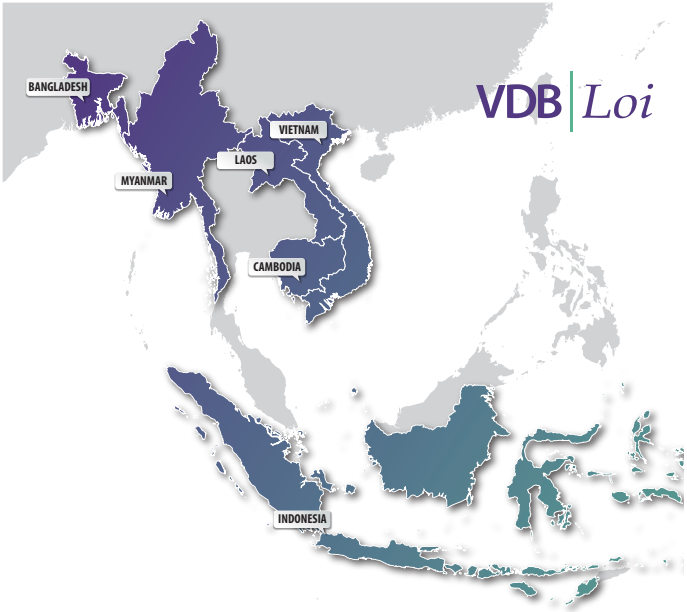 BANGLADESH
VDB | Loi
VIETNAM
LAOS
MYANMAR
CAMBODIA
INDONESIA